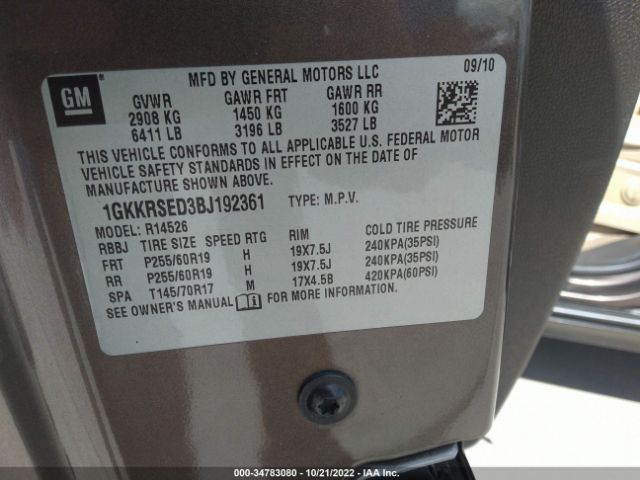 GM
MFD BY GENERAL MOTORS LLC 09/10
GVWR GAWR FRT GAWR RR
2908 KG 1450 KG 1600 KG
6411 LB 3196 LB 3527 LB
THIS VEHICLE CONFORMS TO ALL APPLICABLE U.S. FEDERAL MOTOR
VEHICLE SAFETY STANDARDS IN EFFECT ON THE DATE OF
MANUFACTURE SHOWN ABOVE.
1GKKRSED3BJ192361 TYPE: M.P.V.
MODEL: R14526
RBBJ TIRE SIZE SPEED RTG RIM COLD TIRE PRESSURE
FRT P255/60R19 H 19X7.5J 240KPA(35PSI)
RR P255/60R19 H 19X7.5J 240KPA(35PSI)
SPA T145/70R17 M 17X4.5B 420KPA(60PSI)
SEE OWNER'S MANUAL FOR MORE INFORMATION.
000-34783080 - 10/21/2022 - IAA Inc.